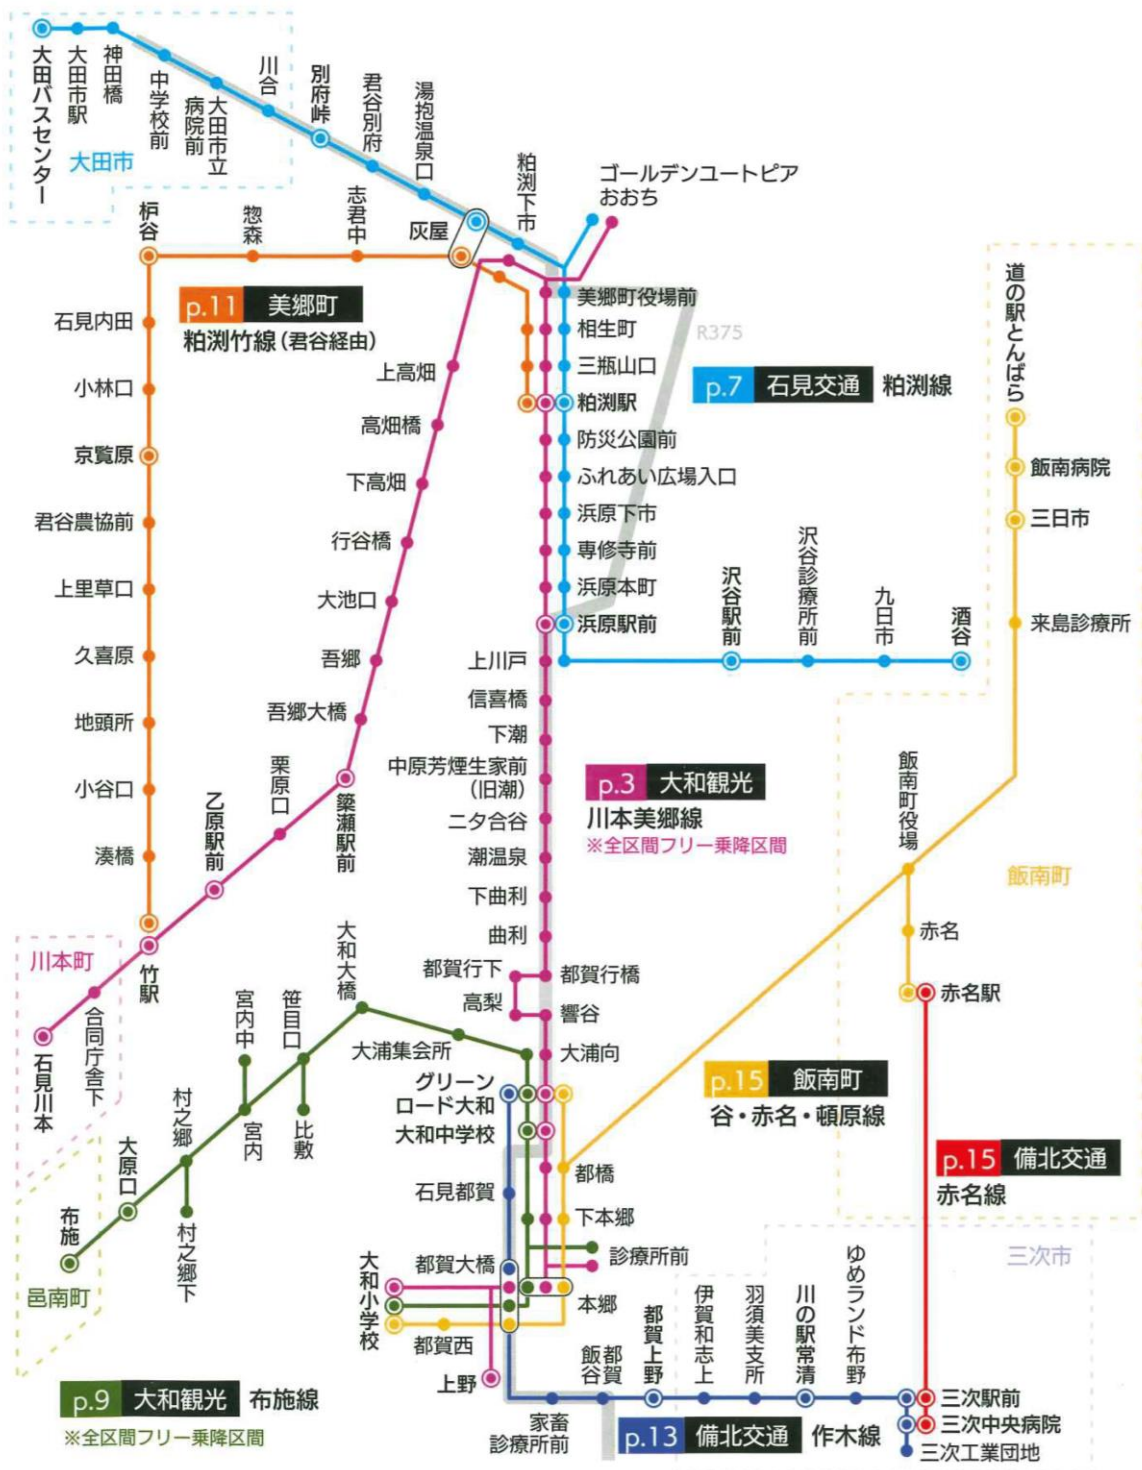 大田バスセンター
大田市駅
神田橋
中学校前
大田市立
病院前
川合
別府峠
君谷別府
湯抱温泉口
粕渕下市
ゴールデンユートピア
おおち
大田市
枦谷
惣森
志君中
灰屋
p.11 美郷町
粕渕竹線(君谷経由)
石見内田
小林口
京覧原
君谷農協前
上里草口
久喜原
地頭所
小谷口
湊橋
上高畑
高畑橋
下高畑
行谷橋
大池口
吾郷
吾郷大橋
簗瀬駅前
栗原口
乙原駅前
竹駅
川本町
合同庁舎下
石見川本
美郷町役場前
R375
相生町
三瓶山口
粕渕駅
p.7 石見交通 粕渕線
防災公園前
ふれあい広場入口
浜原下市
専修寺前
浜原本町
浜原駅前
沢谷駅前
沢谷診療所前
九日市
酒谷
道の駅とんばら
飯南病院
三日市
来島診療所
飯南町役場
飯南町
赤名
赤名駅
上川戸
信喜橋
下潮
中原芳煙生家前
(旧潮)
ニタ合谷
潮温泉
下曲利
曲利
p.3 大和観光
川本美郷線
※全区間フリー乗降区間
都賀行下
都賀行橋
高梨
響谷
大浦向
大和大橋
大浦集会所
グリーン
ロード大和
大和中学校
宮内中
笹目口
宮内
比敷
村之郷
村之郷下
大原口
布施
邑南町
p.15 飯南町
谷・赤名・頓原線
p.15 備北交通
赤名線
都橋
石見都賀
下本郷
診療所前
都賀大橋
本郷
大和小学校
都賀西
上野
三次市
家畜
診療所前
都賀
飯谷
都賀上野
伊賀和志上
羽須美支所
川の駅常清
ゆめランド布野
三次駅前
三次中央病院
三次工業団地
p.9 大和観光 布施線
※全区間フリー乗降区間
p.13 備北交通 作木線